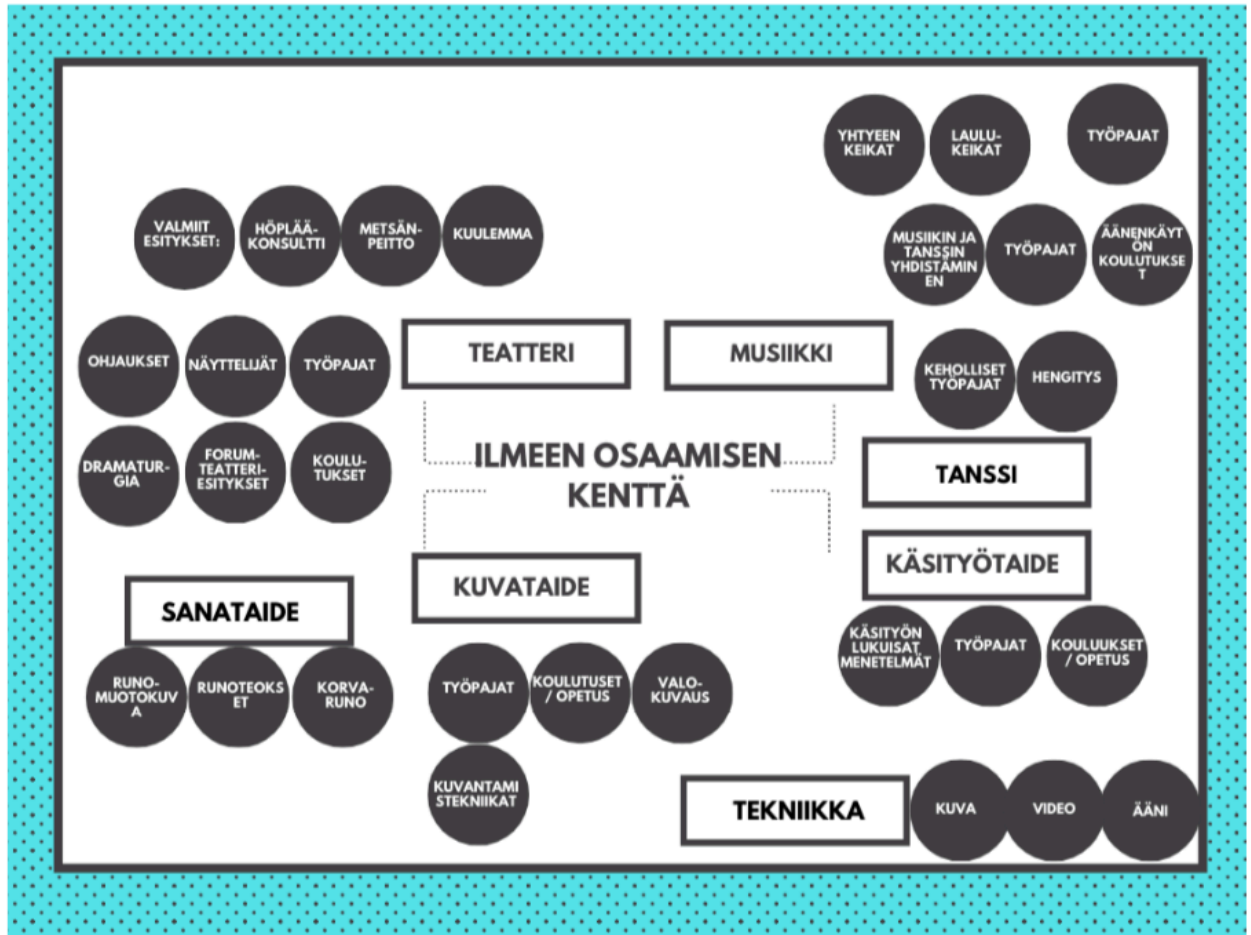 YHTYEEN
KEIKAT
LAULU-
KEIKAT
TYÖPAJAT
VALMIIT
ESITYKSET:
HÖPLÄÄ-
KONSULTTI
METSÄN-
PEITTO
KUULEMMA
MUSIIKIN JA
TANSSIN
YHDISTÄMIN
EN
TYÖPAJAT
ÄÄNENKÄYT
ÖN
KOULUTUKSE
T
OHJAUKSET
NÄYTTELIJÄT
TYÖPAJAT
TEATTERI
MUSIIKKI
KEHOLLISET
TYÖPAJAT
HENGITYS
DRAMATUR-
GIA
FORUM-
TEATTERI-
ESITYKSET
KOULU-
TUKSET
ILMEEN OSAAMISEN
KENTTÄ
TANSSI
KÄSITYÖTAIDE
KUVATAIDE
SANATAIDE
KÄSITYÖN
LUKUISAT
MENETELMÄT
TYÖPAJAT
KOULUUKSET
/ OPETUS
RUNO-
MUOTOKUV
A
RUNOTEOKS
ET
KORVA-
RUNO
TYÖPAJAT
KOULUTUSET
/ OPETUS
VALO-
KUVAUS
KUVANTAMI
STEKNIIKAT
TEKNIIKKA
KUVA
VIDEO
ÄÄNI